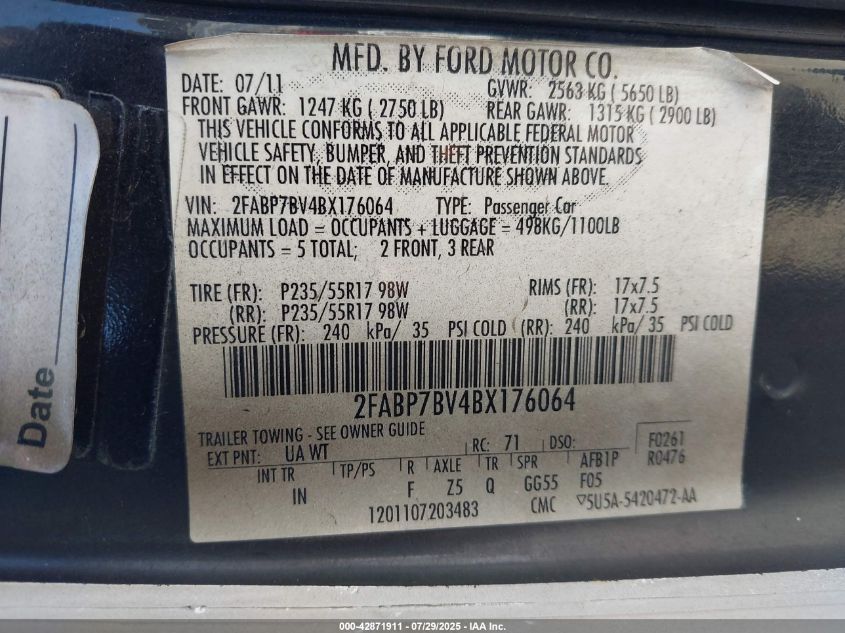 MFD. BY FORD MOTOR CO.
DATE: 07/11 GVWR: 2563 KG ( 5650 LB)
FRONT GAWR: 1247 KG ( 2750 LB) REAR GAWR: 1315 KG ( 2900 LB)
THIS VEHICLE CONFORMS TO ALL APPLICABLE FEDERAL MOTOR
VEHICLE SAFETY, BUMPER, AND THEFT PREVENTION STANDARDS
IN EFFECT ON THE DATE OF MANUFACTURE SHOWN ABOVE.
VIN: 2FABP7BV4BX176064 TYPE: Passenger Car
MAXIMUM LOAD = OCCUPANTS + LUGGAGE = 498KG/1100LB
OCCUPANTS = 5 TOTAL; 2 FRONT, 3 REAR
TIRE (FR): P235/55R17 98W RIMS (FR): 17x7.5
(RR): P235/55R17 98W (RR): 17x7.5
PRESSURE (FR): 240 kPa/ 35 PSI COLD (RR): 240 kPa/ 35 PSI COLD
2FABP7BV4BX176064
TRAILER TOWING - SEE OWNER GUIDE
EXT PNT: UA WT RC: 71 DSO: F0261
INT TR TP/PS R AXLE TR SPR AFB1P R0476
IN F Z5 Q GG55 F05
1201107203483 CMC ▽5U5A-5420472-AA
Date
000-42871911 - 07/29/2025 - IAA Inc.